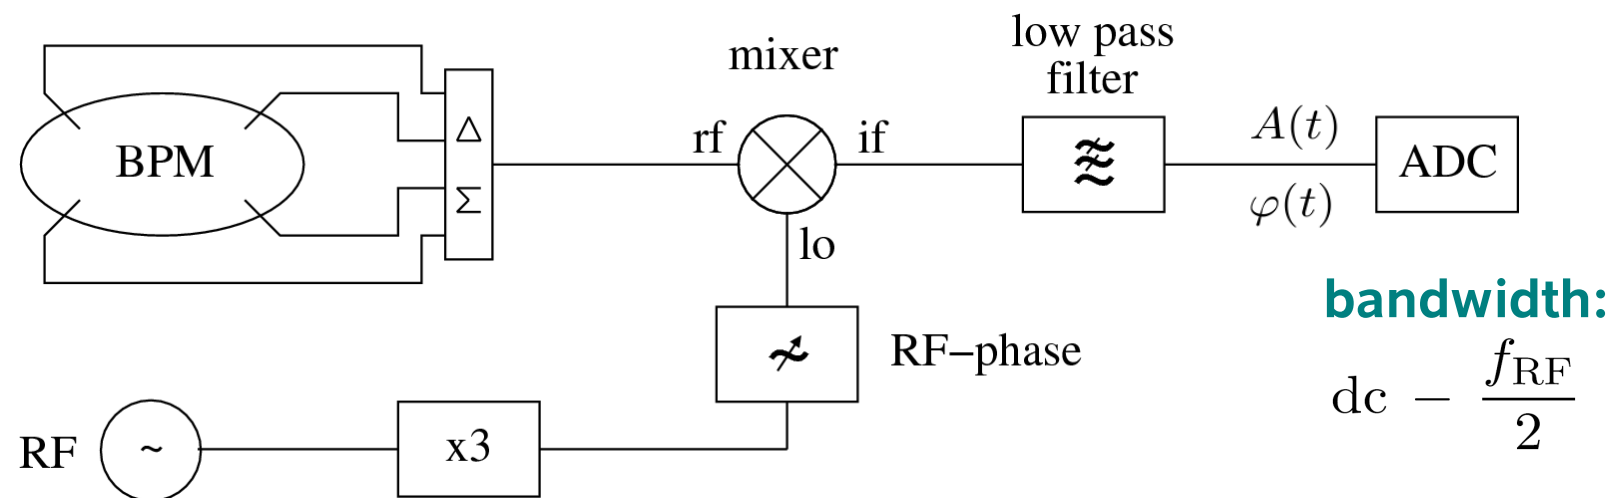 low pass
filter
mixer
BPM
Δ
Σ
rf
if
lo
A(t)
φ(t)
ADC
bandwidth:
dc – f_RF / 2
RF–phase
RF
~
x3